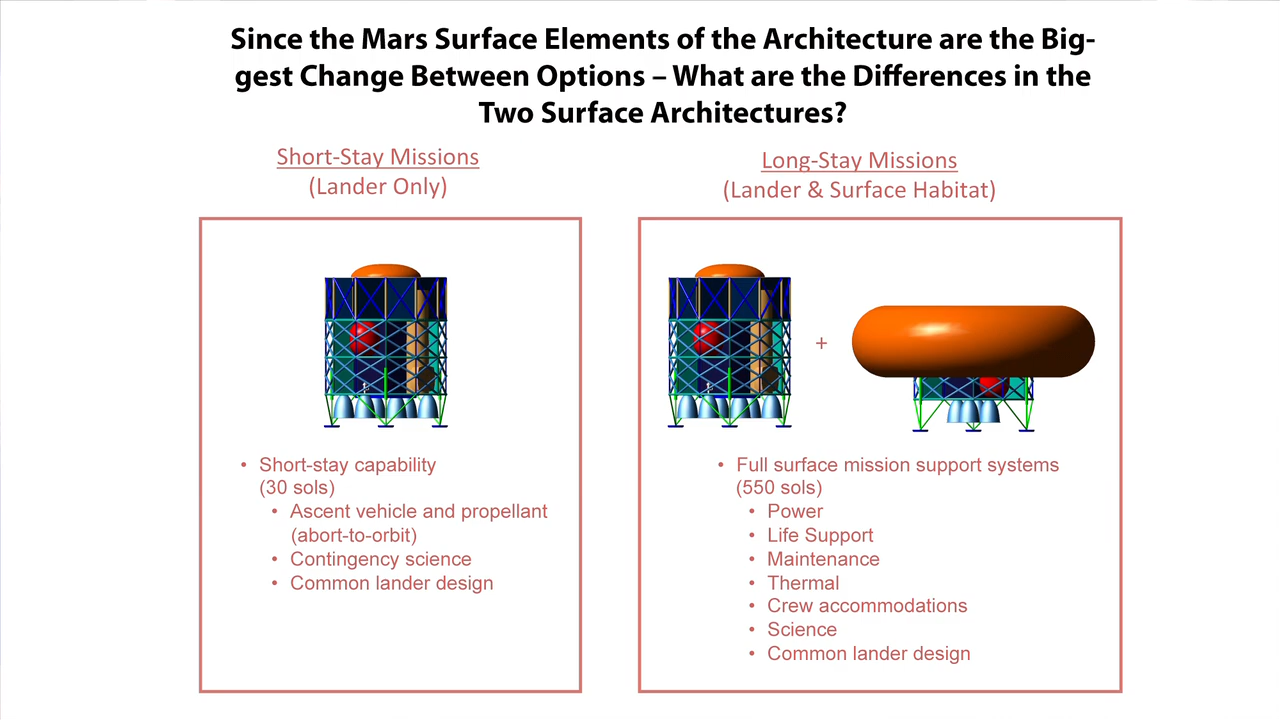 Since the Mars Surface Elements of the Architecture are the Big-
gest Change Between Options – What are the Differences in the
Two Surface Architectures?
Short-Stay Missions
(Lander Only)
• Short-stay capability
(30 sols)
• Ascent vehicle and propellant
(abort-to-orbit)
• Contingency science
• Common lander design
Long-Stay Missions
(Lander & Surface Habitat)
+
• Full surface mission support systems
(550 sols)
• Power
• Life Support
• Maintenance
• Thermal
• Crew accommodations
• Science
• Common lander design